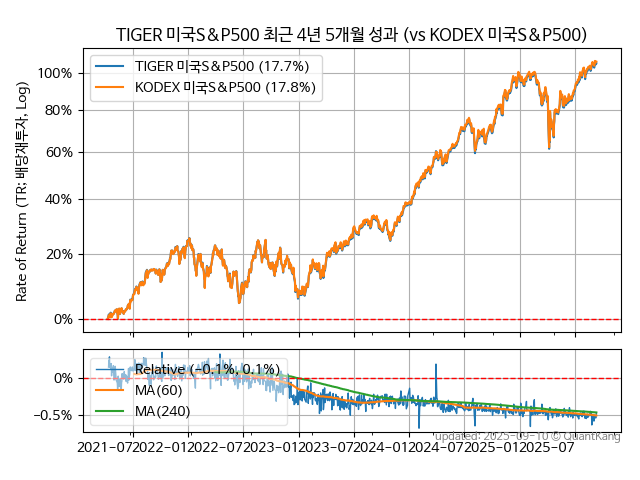 TIGER 미국S&P500 최근 4년 5개월 성과 (vs KODEX 미국S&P500)
Rate of Return (TR: 배당재투자, Log)
TIGER 미국S&P500 (17.7%)
KODEX 미국S&P500 (17.8%)
100%
80%
60%
40%
20%
0%
Relative (−0.1%, 0.1%)
MA(60)
MA(240)
0%
−0.5%
2021-07
2022-01
2022-07
2023-01
2023-07
2024-01
2024-07
2025-01
2025-07
updated: 2025-09-10 © QuantKang